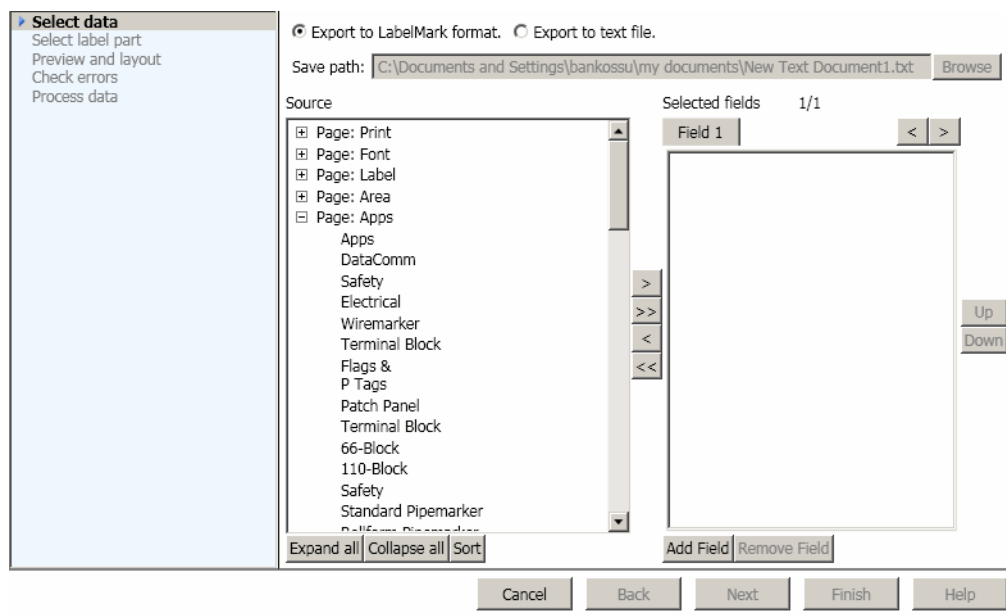 Select data
Select label part
Preview and layout
Check errors
Process data
Export to LabelMark format. Export to text file.
Save path: C:\Documents and Settings\bankossu\my documents\New Text Document1.txt Browse
Source
Page: Print
Page: Font
Page: Label
Page: Area
Page: Apps
Apps
DataComm
Safety
Electrical
Wiremarker
Terminal Block
Flags &
P Tags
Patch Panel
Terminal Block
66-Block
110-Block
Safety
Standard Pipemarker
Expand all Collapse all Sort
>
>>
<
<<
Selected fields 1/1
Field 1 < >
Up
Down
Add Field Remove Field
Cancel Back Next Finish Help